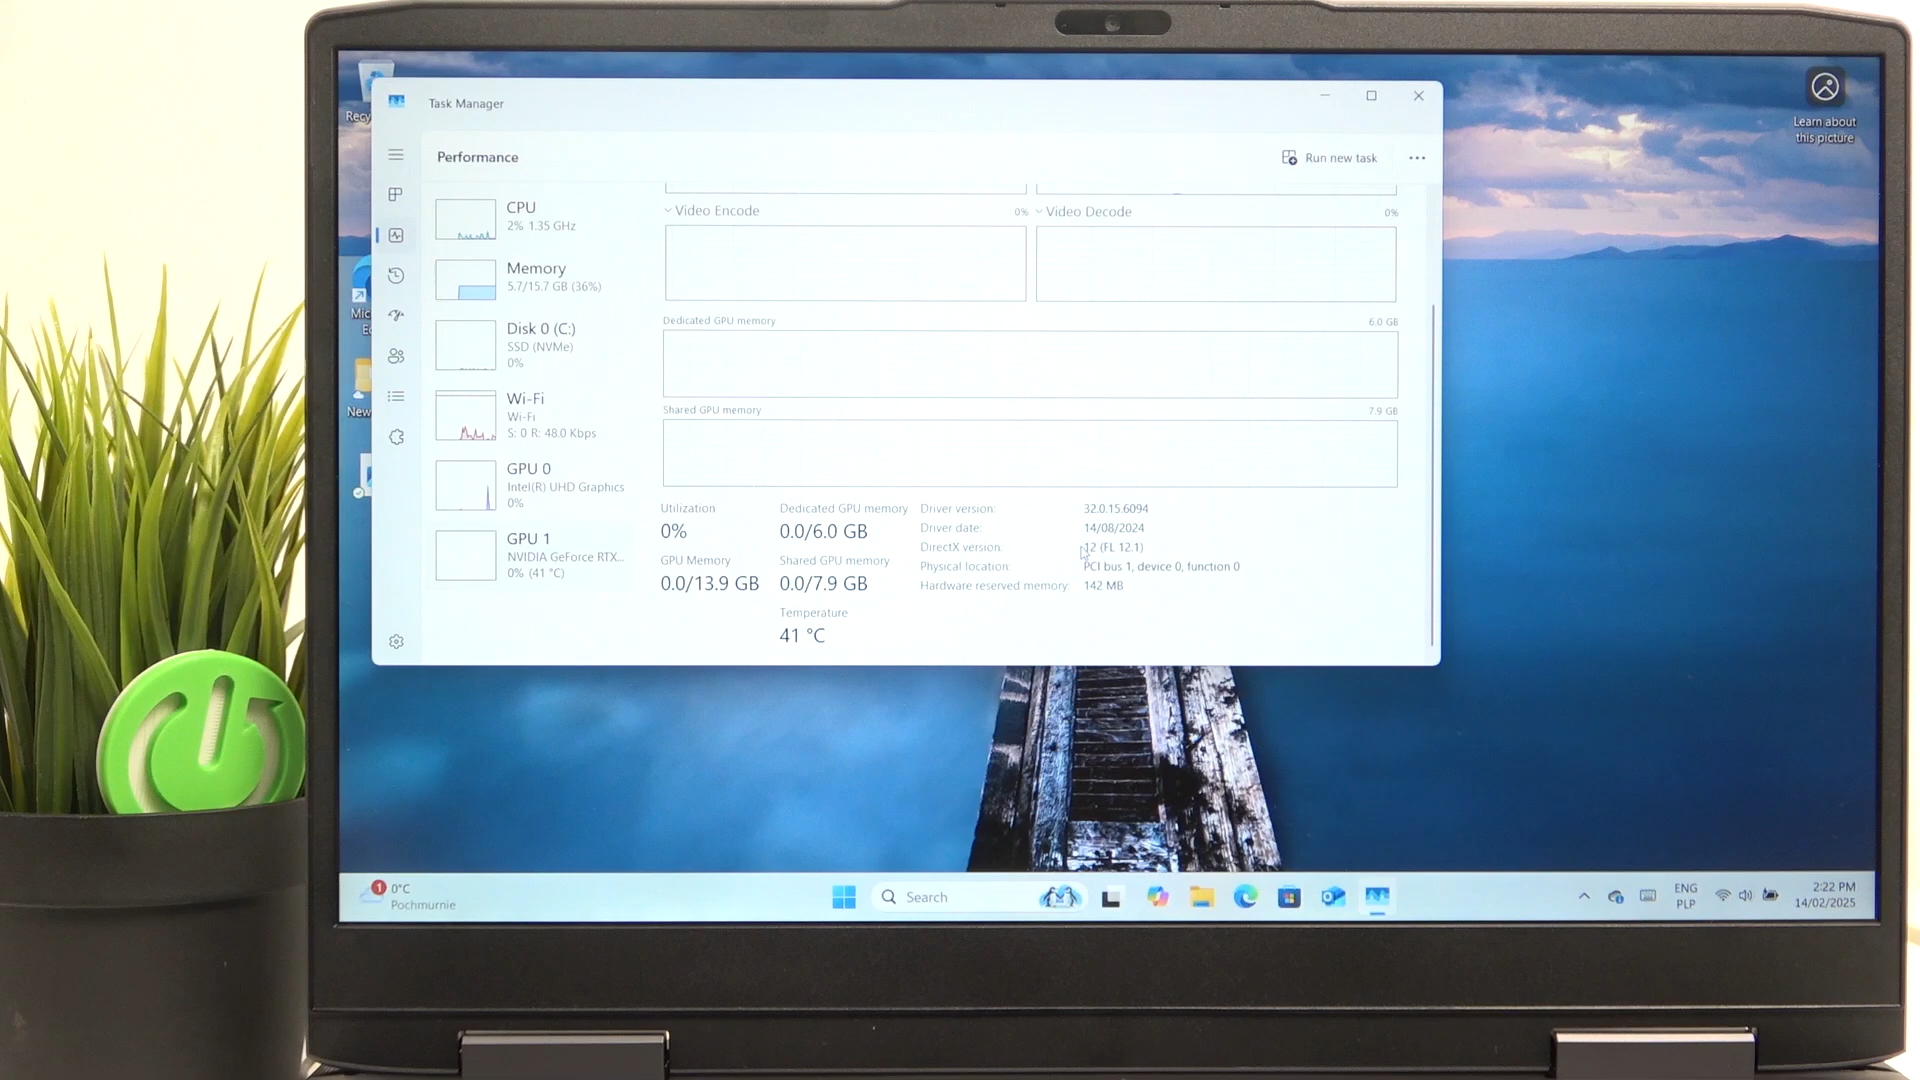 Task Manager
Performance
Run new task
CPU
2% 1.35 GHz
Memory
5.7/15.7 GB (36%)
Disk 0 (C:)
SSD (NVMe)
0%
Wi-Fi
Wi-Fi
S: 0 R: 48.0 Kbps
GPU 0
Intel(R) UHD Graphics
0%
GPU 1
NVIDIA GeForce RTX...
0% (41 °C)
Video Encode 0%
Video Decode 0%
Dedicated GPU memory 6.0 GB
Shared GPU memory 7.9 GB
Utilization
0%
Dedicated GPU memory
0.0/6.0 GB
GPU Memory
0.0/13.9 GB
Shared GPU memory
0.0/7.9 GB
Temperature
41 °C
Driver version: 32.0.15.6094
Driver date: 14/08/2024
DirectX version: 12 (FL 12.1)
Physical location: PCI bus 1, device 0, function 0
Hardware reserved memory: 142 MB
Recy
Mic
Ec
New
Learn about
this picture
1
0°C
Pochmurnie
Search
ENG
PLP
2:22 PM
14/02/2025